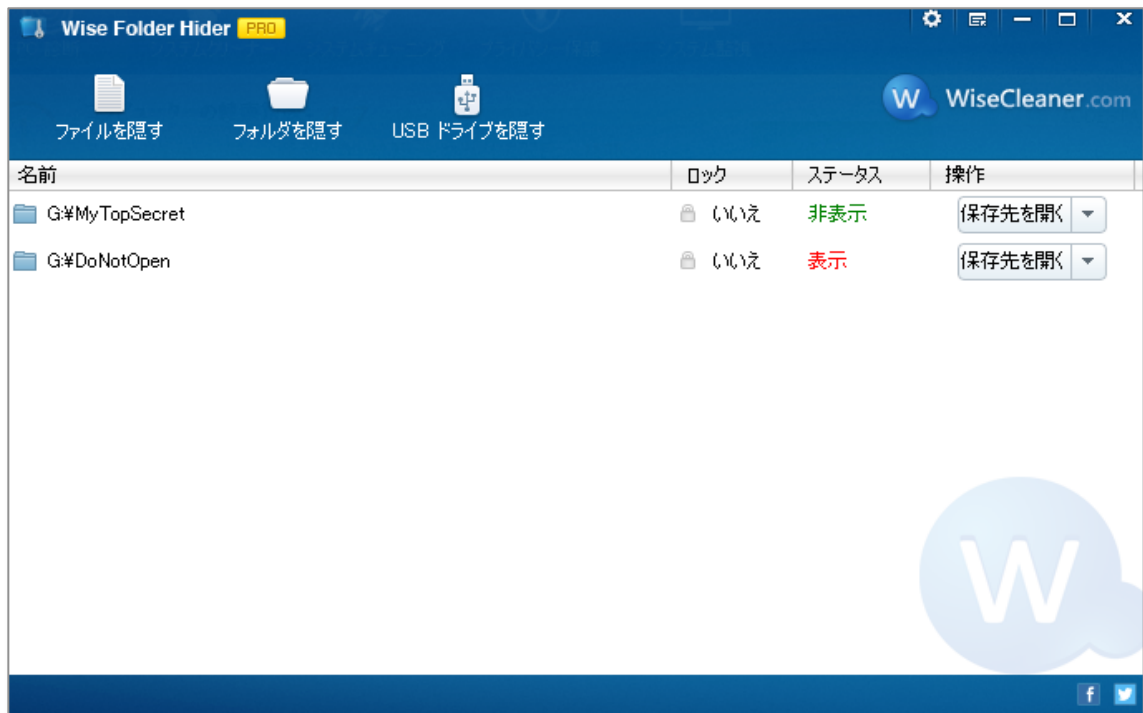 Wise Folder Hider PRO
ファイルを隠す フォルダを隠す USB ドライブを隠す
W WiseCleaner.com
名前 ロック ステータス 操作
G:¥MyTopSecret いいえ 非表示 保存先を開く
G:¥DoNotOpen いいえ 表示 保存先を開く
W
f